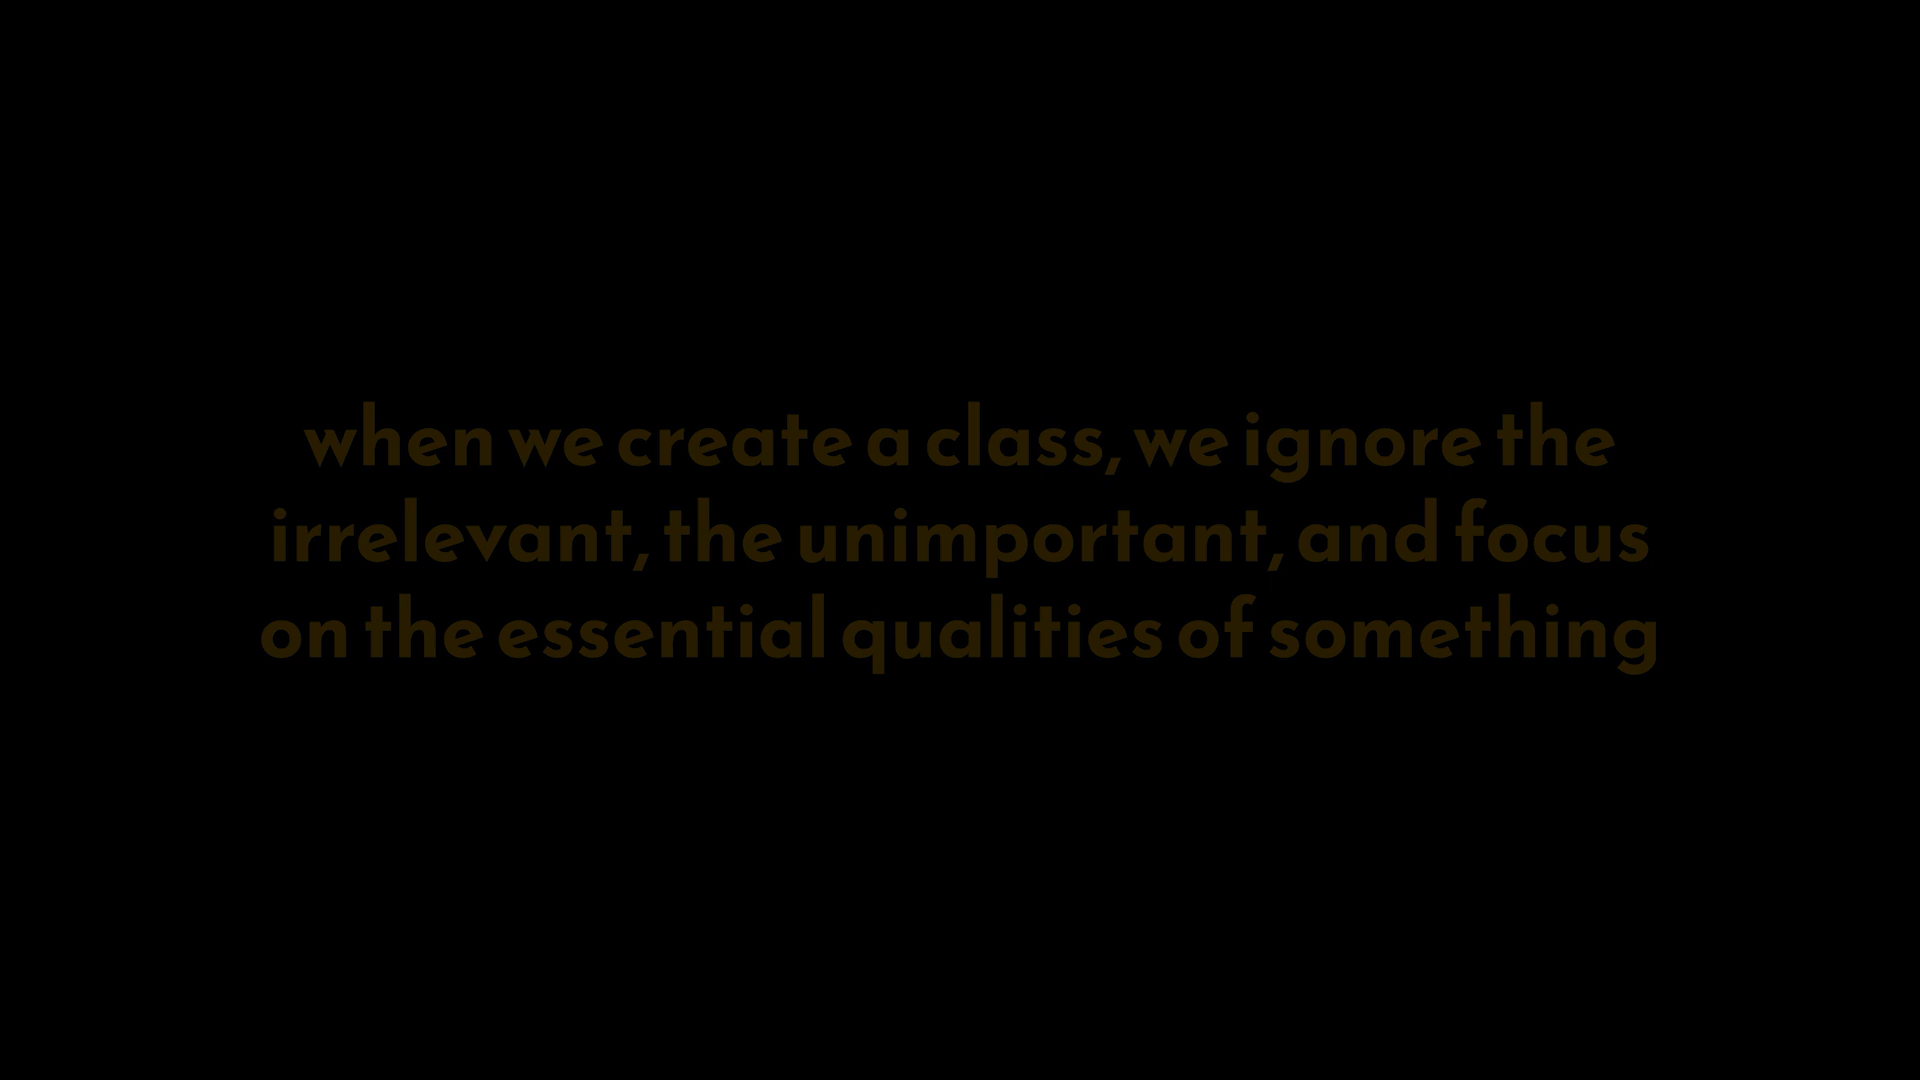 when we create a class, we ignore the
irrelevant, the unimportant, and focus
on the essential qualities of something